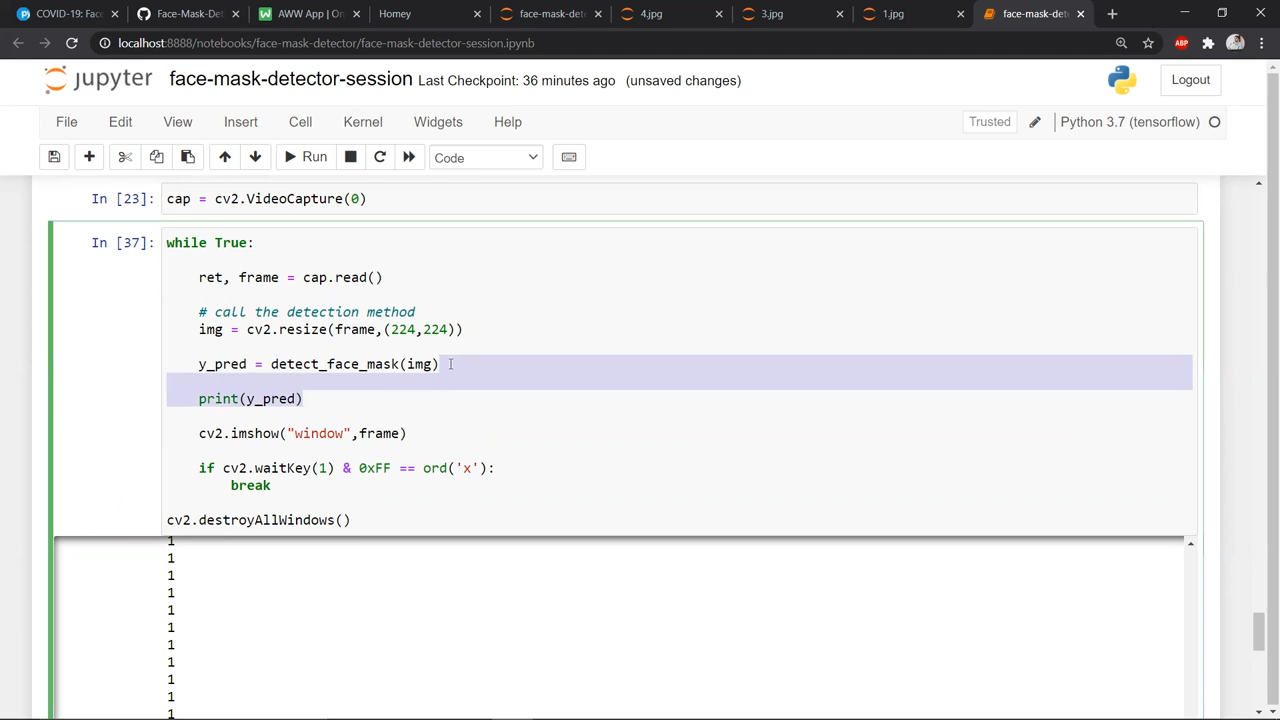 COVID-19: Face
Face-Mask-Det
AWW App | On
Homey
face-mask-dete
4.jpg
3.jpg
1.jpg
face-mask-dete
localhost:8888/notebooks/face-mask-detector/face-mask-detector-session.ipynb
ABP
jupyter face-mask-detector-session Last Checkpoint: 36 minutes ago (unsaved changes)
Logout
File Edit View Insert Cell Kernel Widgets Help
Trusted Python 3.7 (tensorflow)
Run Code
In [23]: cap = cv2.VideoCapture(0)
In [37]: while True:
ret, frame = cap.read()
# call the detection method
img = cv2.resize(frame,(224,224))
y_pred = detect_face_mask(img)
print(y_pred)
cv2.imshow("window",frame)
if cv2.waitKey(1) & 0xFF == ord('x'):
break
cv2.destroyAllWindows()
1
1
1
1
1
1
1
1
1
1
1